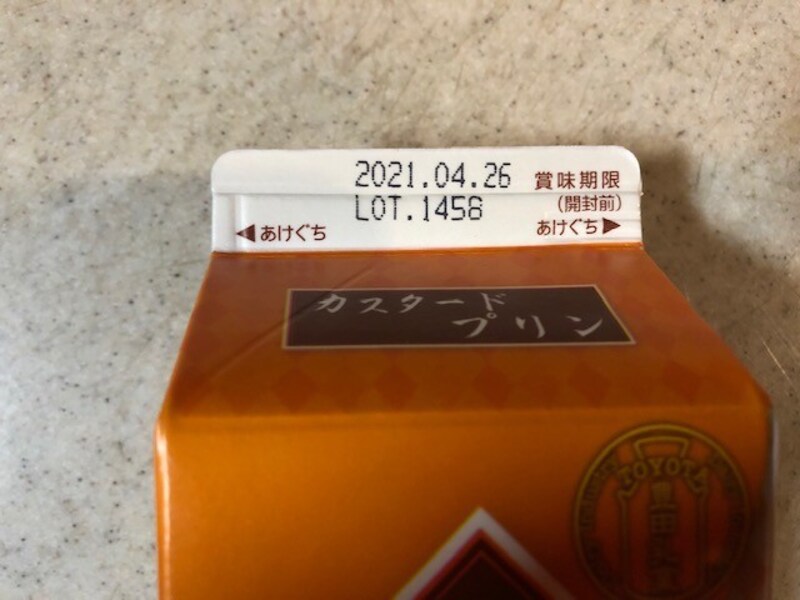 2021.04.26 賞味期限
LOT.1458 (開封前)
◀あけぐち あけぐち▶
カスタード
プリン
TOYOTA